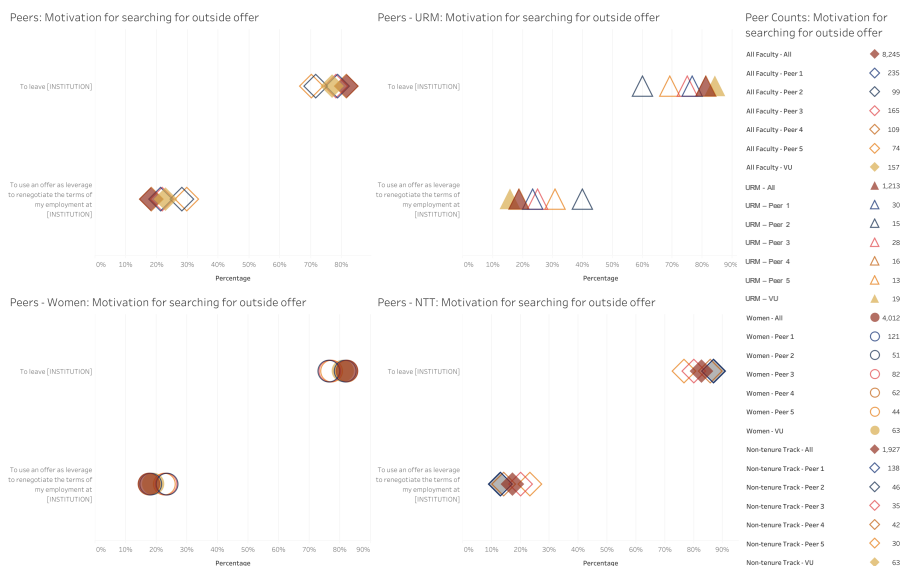 Peers: Motivation for searching for outside offer
To leave [INSTITUTION]
To use an offer as leverage
to renegotiate the terms of
my employment at
[INSTITUTION]
0% 10% 20% 30% 40% 50% 60% 70% 80%
Percentage
Peers - URM: Motivation for searching for outside offer
To leave [INSTITUTION]
To use an offer as leverage
to renegotiate the terms of
my employment at
[INSTITUTION]
0% 10% 20% 30% 40% 50% 60% 70% 80% 90%
Percentage
Peers - Women: Motivation for searching for outside offer
To leave [INSTITUTION]
To use an offer as leverage
to renegotiate the terms of
my employment at
[INSTITUTION]
0% 10% 20% 30% 40% 50% 60% 70% 80% 90%
Percentage
Peers - NTT: Motivation for searching for outside offer
To leave [INSTITUTION]
To use an offer as leverage
to renegotiate the terms of
my employment at
[INSTITUTION]
0% 10% 20% 30% 40% 50% 60% 70% 80% 90%
Percentage
Peer Counts: Motivation for
searching for outside offer
All Faculty - All 8,245
All Faculty - Peer 1 235
All Faculty - Peer 2 99
All Faculty - Peer 3 165
All Faculty - Peer 4 109
All Faculty - Peer 5 74
All Faculty - VU 157
URM - All 1,213
URM – Peer 1 30
URM – Peer 2 15
URM – Peer 3 28
URM – Peer 4 16
URM – Peer 5 13
URM – VU 19
Women - All 4,012
Women - Peer 1 121
Women - Peer 2 51
Women - Peer 3 82
Women - Peer 4 62
Women - Peer 5 44
Women - VU 63
Non-tenure Track - All 1,927
Non-tenure Track - Peer 1 138
Non-tenure Track - Peer 2 46
Non-tenure Track - Peer 3 35
Non-tenure Track - Peer 4 42
Non-tenure Track - Peer 5 30
Non-tenure Track - VU 63